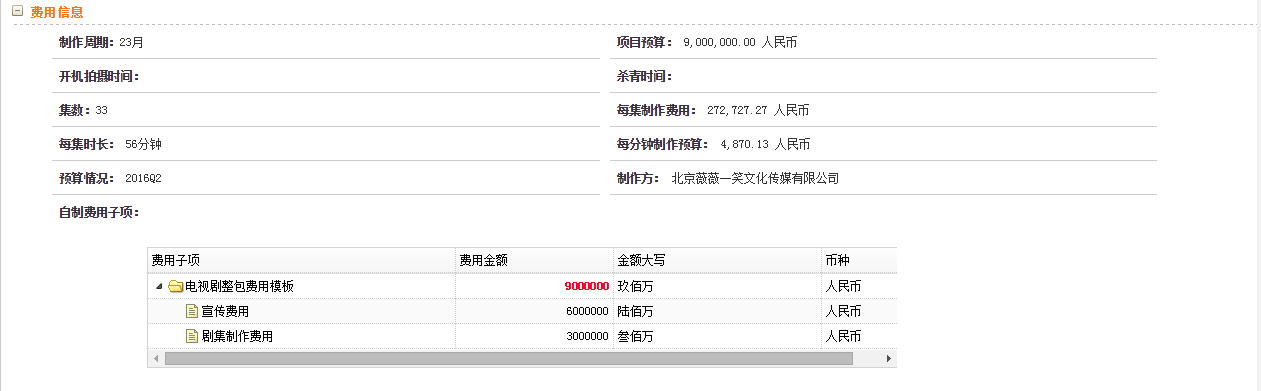 费用信息
制作周期：23月 项目预算： 9,000,000.00 人民币
开机拍摄时间： 杀青时间：
集数：33 每集制作费用： 272,727.27 人民币
每集时长： 56分钟 每分钟制作预算： 4,870.13 人民币
预算情况： 2016Q2 制作方： 北京薇薇一笑文化传媒有限公司
自制费用子项：
费用子项 费用金额 金额大写 币种
电视剧整包费用模板 9000000 玖佰万 人民币
宣传费用 6000000 陆佰万 人民币
剧集制作费用 3000000 叁佰万 人民币